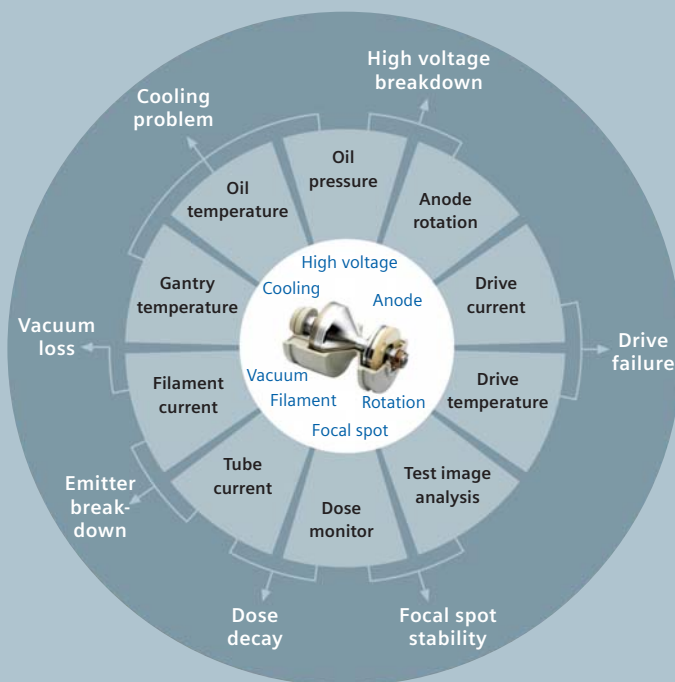 High voltage
breakdown
Cooling
problem
Oil
pressure
Oil
temperature
Anode
rotation
High voltage
Cooling
Anode
Gantry
temperature
Drive
current
Vacuum
loss
Drive
failure
Filament
current
Vacuum
Filament
Rotation
Focal spot
Drive
temperature
Tube
current
Test image
analysis
Dose
monitor
Emitter
break-
down
Dose
decay
Focal spot
stability